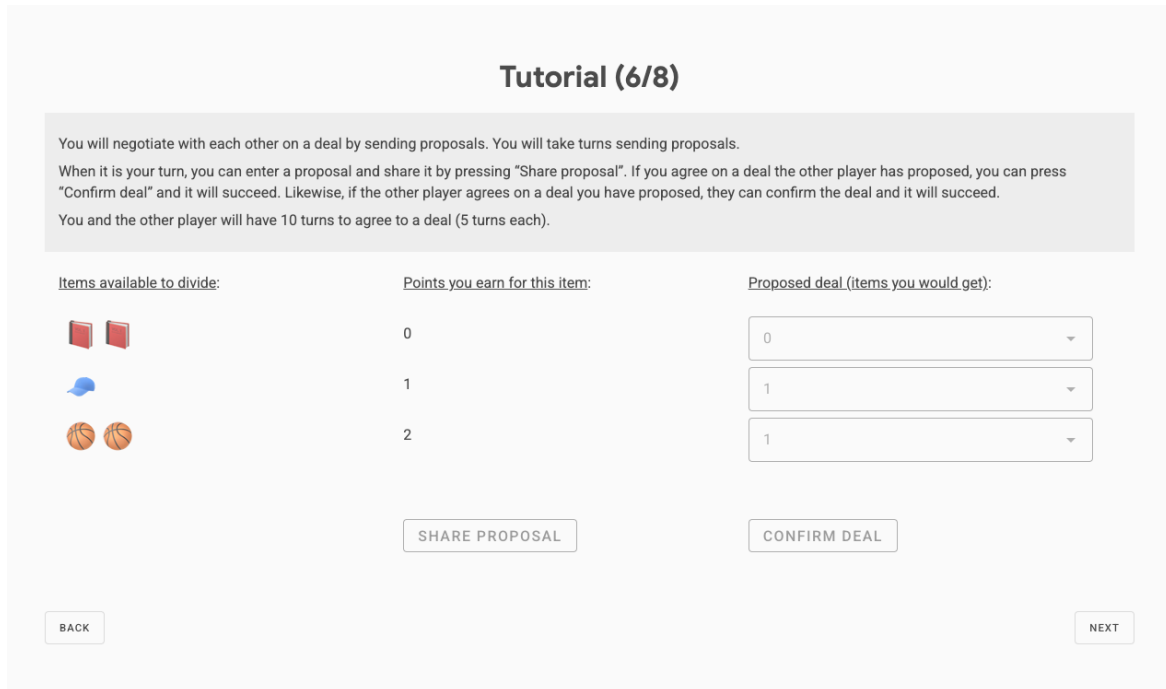 Tutorial (6/8)
You will negotiate with each other on a deal by sending proposals. You will take turns sending proposals.
When it is your turn, you can enter a proposal and share it by pressing “Share proposal”. If you agree on a deal the other player has proposed, you can press
“Confirm deal” and it will succeed. Likewise, if the other player agrees on a deal you have proposed, they can confirm the deal and it will succeed.
You and the other player will have 10 turns to agree to a deal (5 turns each).
Items available to divide: Points you earn for this item: Proposed deal (items you would get):
0 0
1 1
2 1
SHARE PROPOSAL CONFIRM DEAL
BACK NEXT